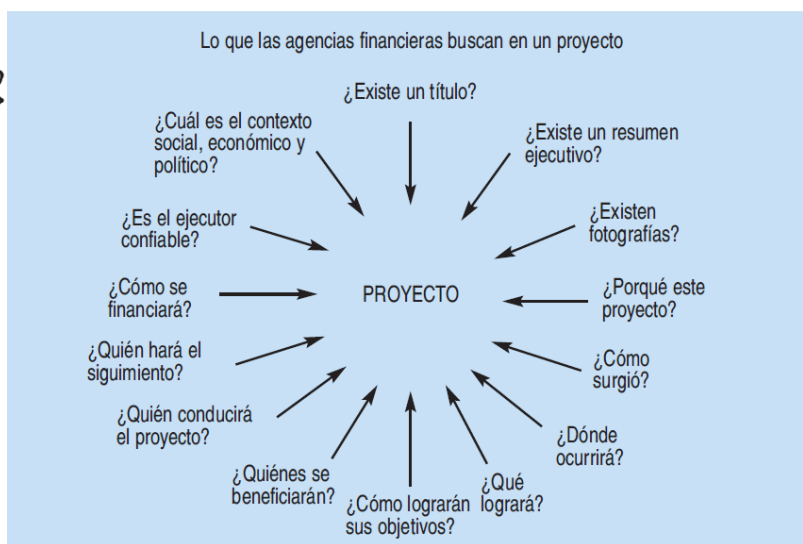 Lo que las agencias financieras buscan en un proyecto
¿Existe un título?
¿Existe un resumen
ejecutivo?
¿Existen
fotografías?
¿Porqué este
proyecto?
¿Cómo
surgió?
¿Dónde
ocurrirá?
¿Qué
logrará?
¿Cómo lograrán
sus objetivos?
¿Quiénes se
beneficiarán?
¿Quién conducirá
el proyecto?
¿Quién hará el
siguimiento?
¿Cómo se
financiará?
¿Es el ejecutor
confiable?
¿Cuál es el contexto
social, económico y
político?
PROYECTO